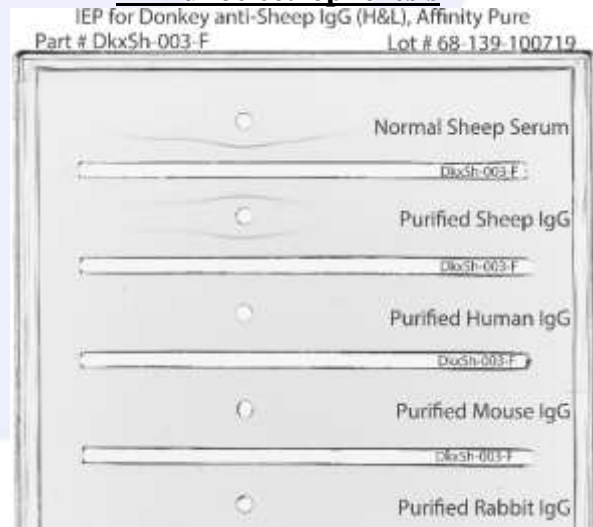 IEP for Donkey anti-Sheep IgG (H&L), Affinity Pure
Part # DkxSh-003-F Lot # 68-139-100719
Normal Sheep Serum
DkxSh-003-F
Purified Sheep IgG
DkxSh-003-F
Purified Human IgG
DkxSh-003-F
Purified Mouse IgG
DkxSh-003-F
Purified Rabbit IgG